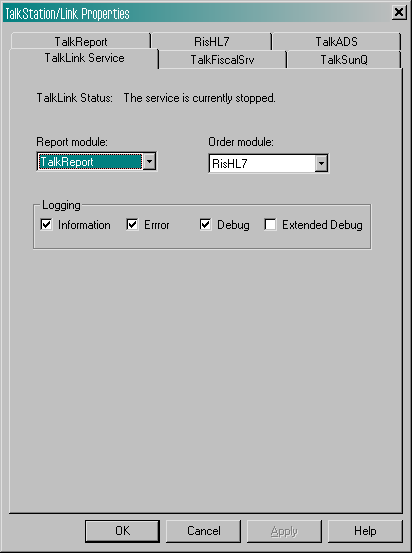 TalkStation/Link Properties
TalkReport RisHL7 TalkADS
TalkLink Service TalkFiscalSrv TalkSunQ
TalkLink Status: The service is currently stopped.
Report module: Order module:
TalkReport RisHL7
Logging
Information Errror Debug Extended Debug
OK Cancel Apply Help